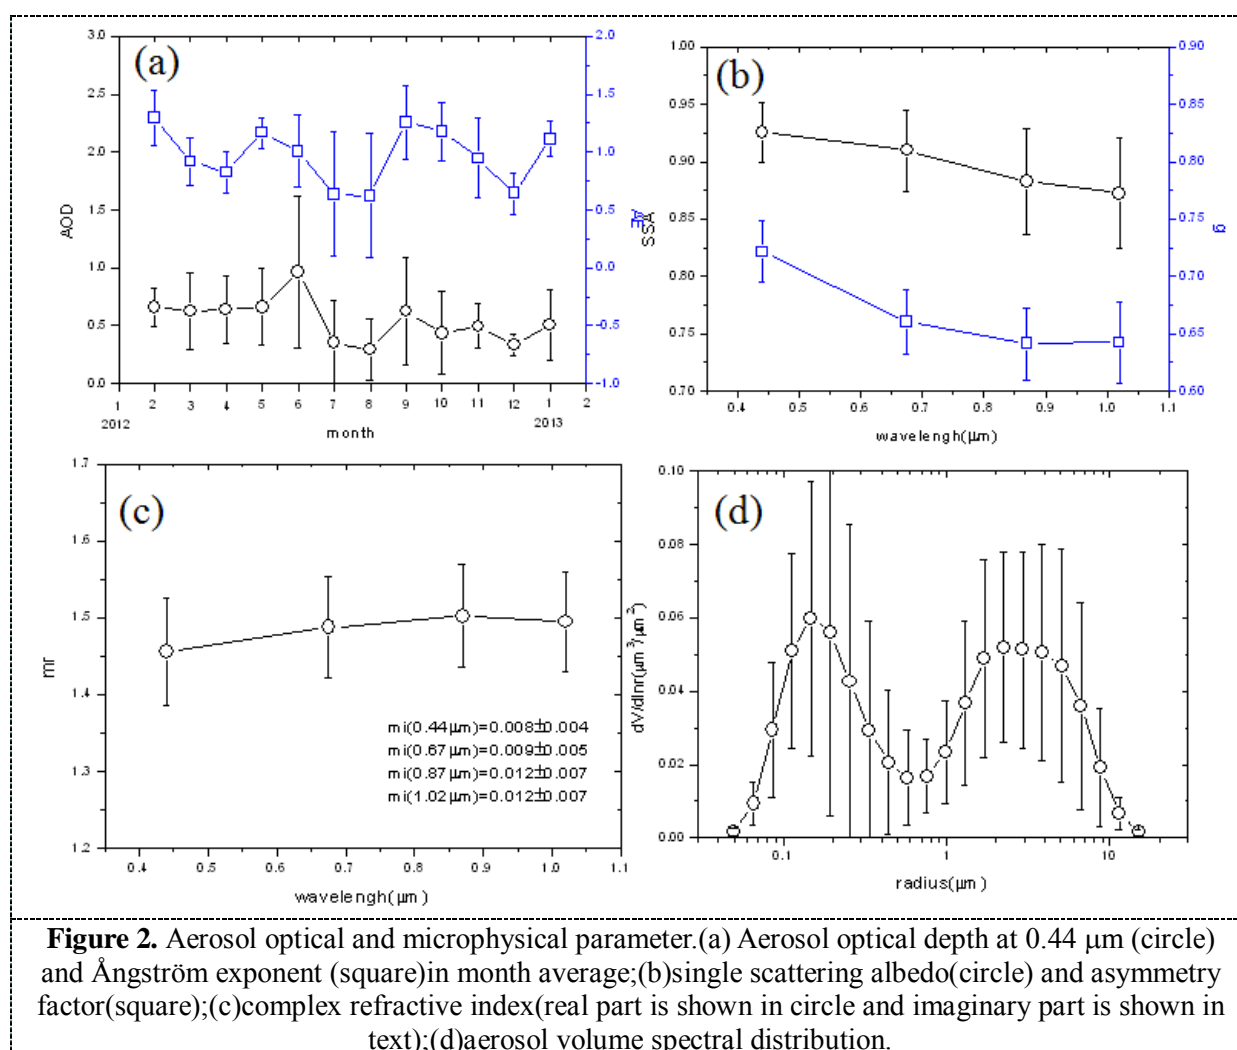 (a)
3.0
2.5
2.0
1.5
1.0
0.5
0.0
AOD
2.0
1.5
1.0
0.5
0.0
-0.5
-1.0
AE
1 2 3 4 5 6 7 8 9 10 11 12 1 2
2012 2013
month
(b)
1.00
0.95
0.90
0.85
0.80
0.75
0.70
SSA
0.90
0.85
0.80
0.75
0.70
0.65
0.60
g
0.4 0.5 0.6 0.7 0.8 0.9 1.0 1.1
wavelengh(μm)
(c)
1.7
1.6
1.5
1.4
1.3
1.2
mr
mi(0.44μm)=0.008±0.004
mi(0.67μm)=0.009±0.005
mi(0.87μm)=0.012±0.007
mi(1.02μm)=0.012±0.007
0.4 0.5 0.6 0.7 0.8 0.9 1.0 1.1
wavelengh(μm)
(d)
0.10
0.08
0.06
0.04
0.02
0.00
dV/dlnr(μm³/μm²)
0.1 1 10
radius(μm)
Figure 2. Aerosol optical and microphysical parameter.(a) Aerosol optical depth at 0.44 μm (circle)
and Ångström exponent (square)in month average;(b)single scattering albedo(circle) and asymmetry
factor(square);(c)complex refractive index(real part is shown in circle and imaginary part is shown in
text);(d)aerosol volume spectral distribution.